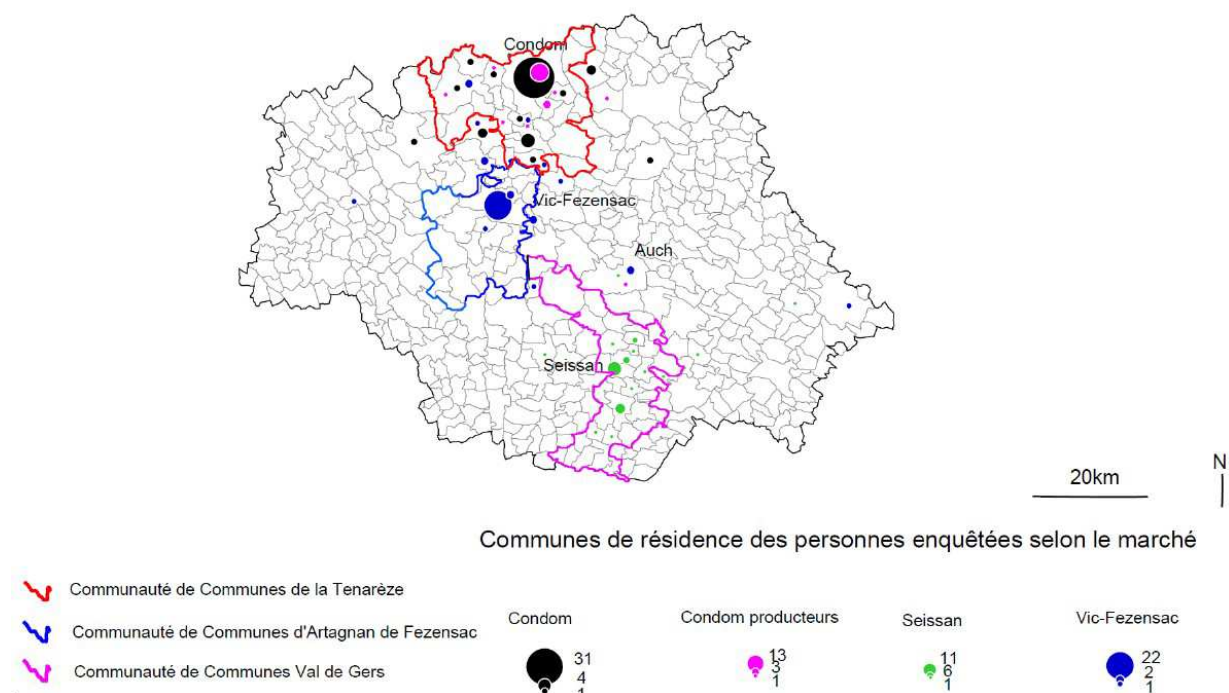 Condom
Vic-Fezensac
Auch
Seissan
20km
N
Communes de résidence des personnes enquêtées selon le marché
Communauté de Communes de la Tenarèze
Communauté de Communes d'Artagnan de Fezensac
Communauté de Communes Val de Gers
Condom
31
4
1
Condom producteurs
13
3
1
Seissan
11
6
1
Vic-Fezensac
22
2
1